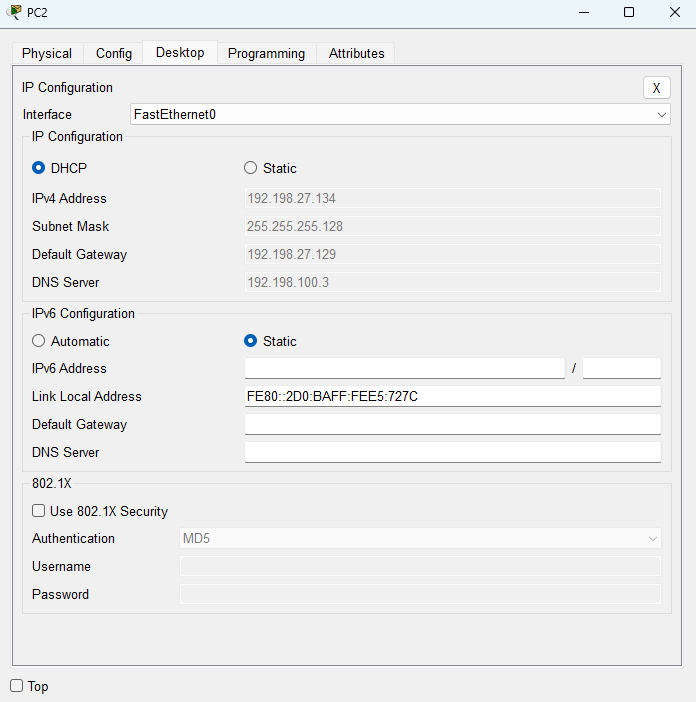 PC2
Physical Config Desktop Programming Attributes
IP Configuration X
Interface FastEthernet0
IP Configuration
DHCP Static
IPv4 Address 192.198.27.134
Subnet Mask 255.255.255.128
Default Gateway 192.198.27.129
DNS Server 192.198.100.3
IPv6 Configuration
Automatic Static
IPv6 Address /
Link Local Address FE80::2D0:BAFF:FEE5:727C
Default Gateway
DNS Server
802.1X
Use 802.1X Security
Authentication MD5
Username
Password
Top